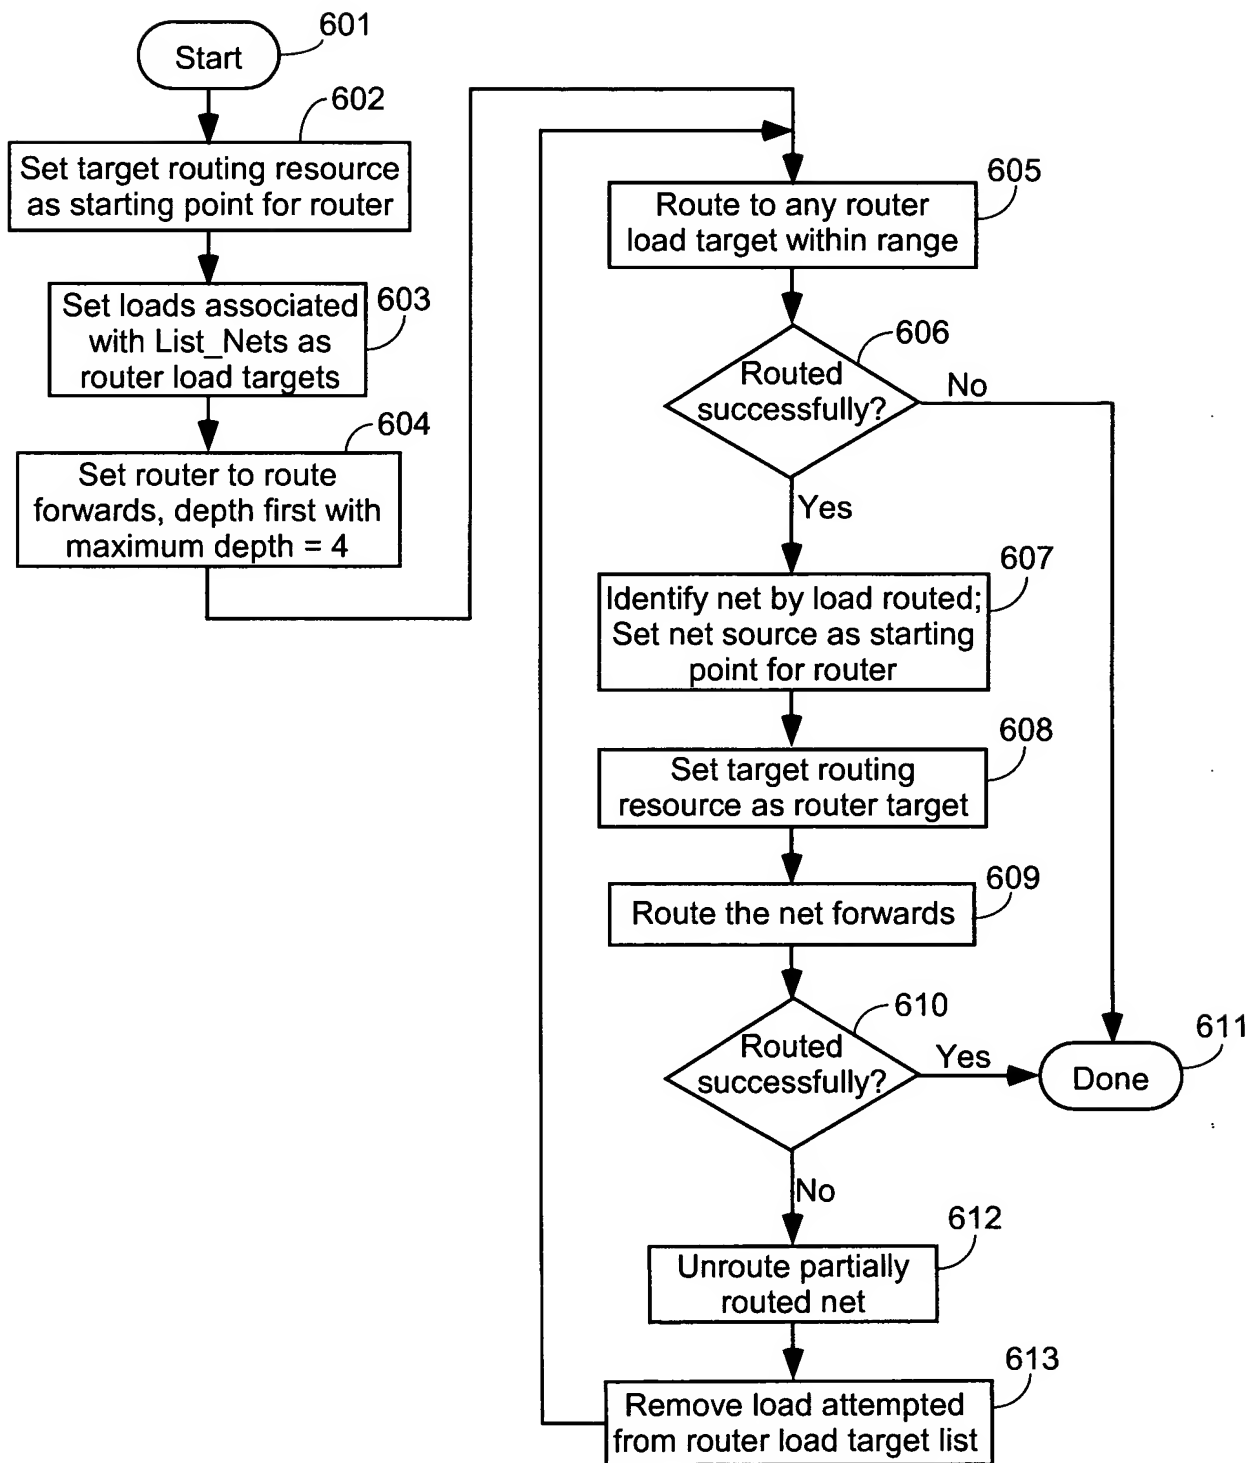 601
Start
602
Set target routing resource
as starting point for router
603
Set loads associated
with List_Nets as
router load targets
604
Set router to route
forwards, depth first with
maximum depth = 4
605
Route to any router
load target within range
606
Routed
successfully?
No
Yes
607
Identify net by load routed;
Set net source as starting
point for router
608
Set target routing
resource as router target
609
Route the net forwards
610
Routed
successfully?
Yes
611
Done
No
612
Unroute partially
routed net
613
Remove load attempted
from router load target list